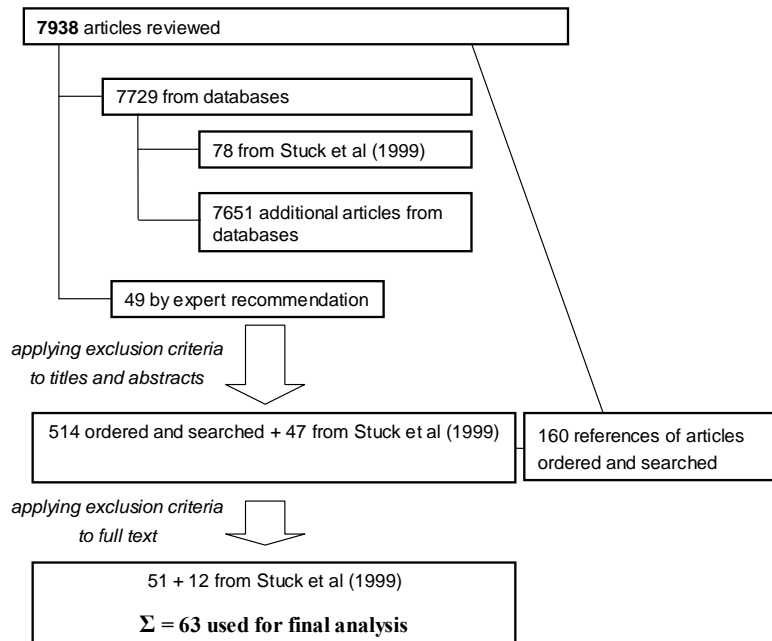 7938 articles reviewed
7729 from databases
78 from Stuck et al (1999)
7651 additional articles from
databases
49 by expert recommendation
applying exclusion criteria
to titles and abstracts
514 ordered and searched + 47 from Stuck et al (1999)
160 references of articles
ordered and searched
applying exclusion criteria
to full text
51 + 12 from Stuck et al (1999)
Σ = 63 used for final analysis